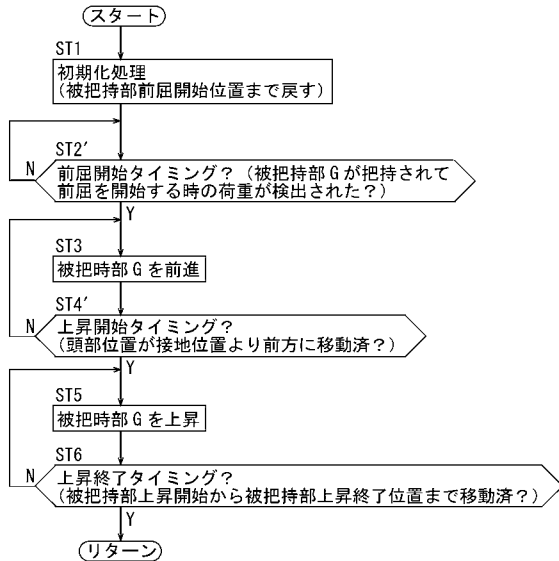 スタート
ST1
初期化処理
(被把持部前屈開始位置まで戻す)
ST2′
N
前屈開始タイミング? (被把持部Gが把持されて
前屈を開始する時の荷重が検出された?)
Y
ST3
被把時部Gを前進
ST4′
N
上昇開始タイミング?
(頭部位置が接地位置より前方に移動済?)
Y
ST5
被把時部Gを上昇
ST6
N
上昇終了タイミング?
(被把持部上昇開始から被把持部上昇終了位置まで移動済?)
Y
リターン